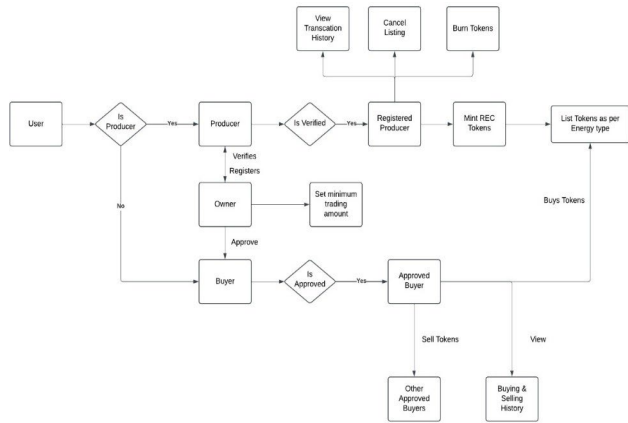 View
Transcation
History
Cancel
Listing
Burn Tokens
User
Is
Producer
Yes
Producer
Is Verified
Yes
Registered
Producer
Mint REC
Tokens
List Tokens as per
Energy type
Verifies
Registers
No
Owner
Set minimum
trading
amount
Buys Tokens
Approve
Buyer
Is
Approved
Yes
Approved
Buyer
Sell Tokens
View
Other
Approved
Buyers
Buying &
Selling
History